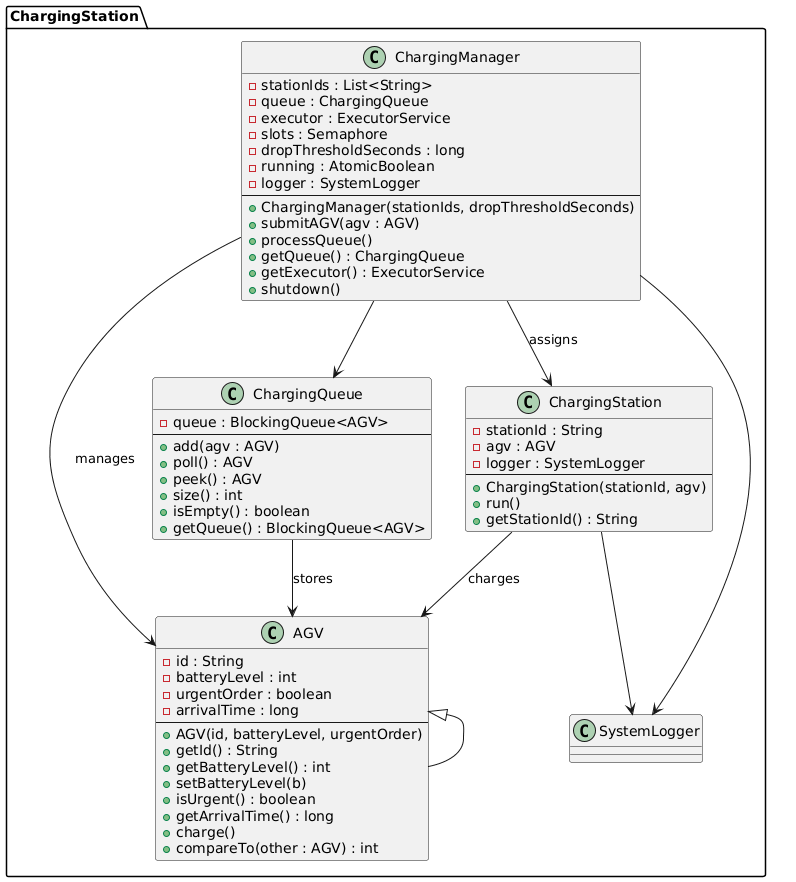 ChargingStation
C ChargingManager
stationIds : List<String>
queue : ChargingQueue
executor : ExecutorService
slots : Semaphore
dropThresholdSeconds : long
running : AtomicBoolean
logger : SystemLogger
ChargingManager(stationIds, dropThresholdSeconds)
submitAGV(agv : AGV)
processQueue()
getQueue() : ChargingQueue
getExecutor() : ExecutorService
shutdown()
assigns
C ChargingQueue
queue : BlockingQueue<AGV>
add(agv : AGV)
poll() : AGV
peek() : AGV
size() : int
isEmpty() : boolean
getQueue() : BlockingQueue<AGV>
C ChargingStation
stationId : String
agv : AGV
logger : SystemLogger
ChargingStation(stationId, agv)
run()
getStationId() : String
manages
stores
charges
C AGV
id : String
batteryLevel : int
urgentOrder : boolean
arrivalTime : long
AGV(id, batteryLevel, urgentOrder)
getId() : String
getBatteryLevel() : int
setBatteryLevel(b)
isUrgent() : boolean
getArrivalTime() : long
charge()
compareTo(other : AGV) : int
C SystemLogger